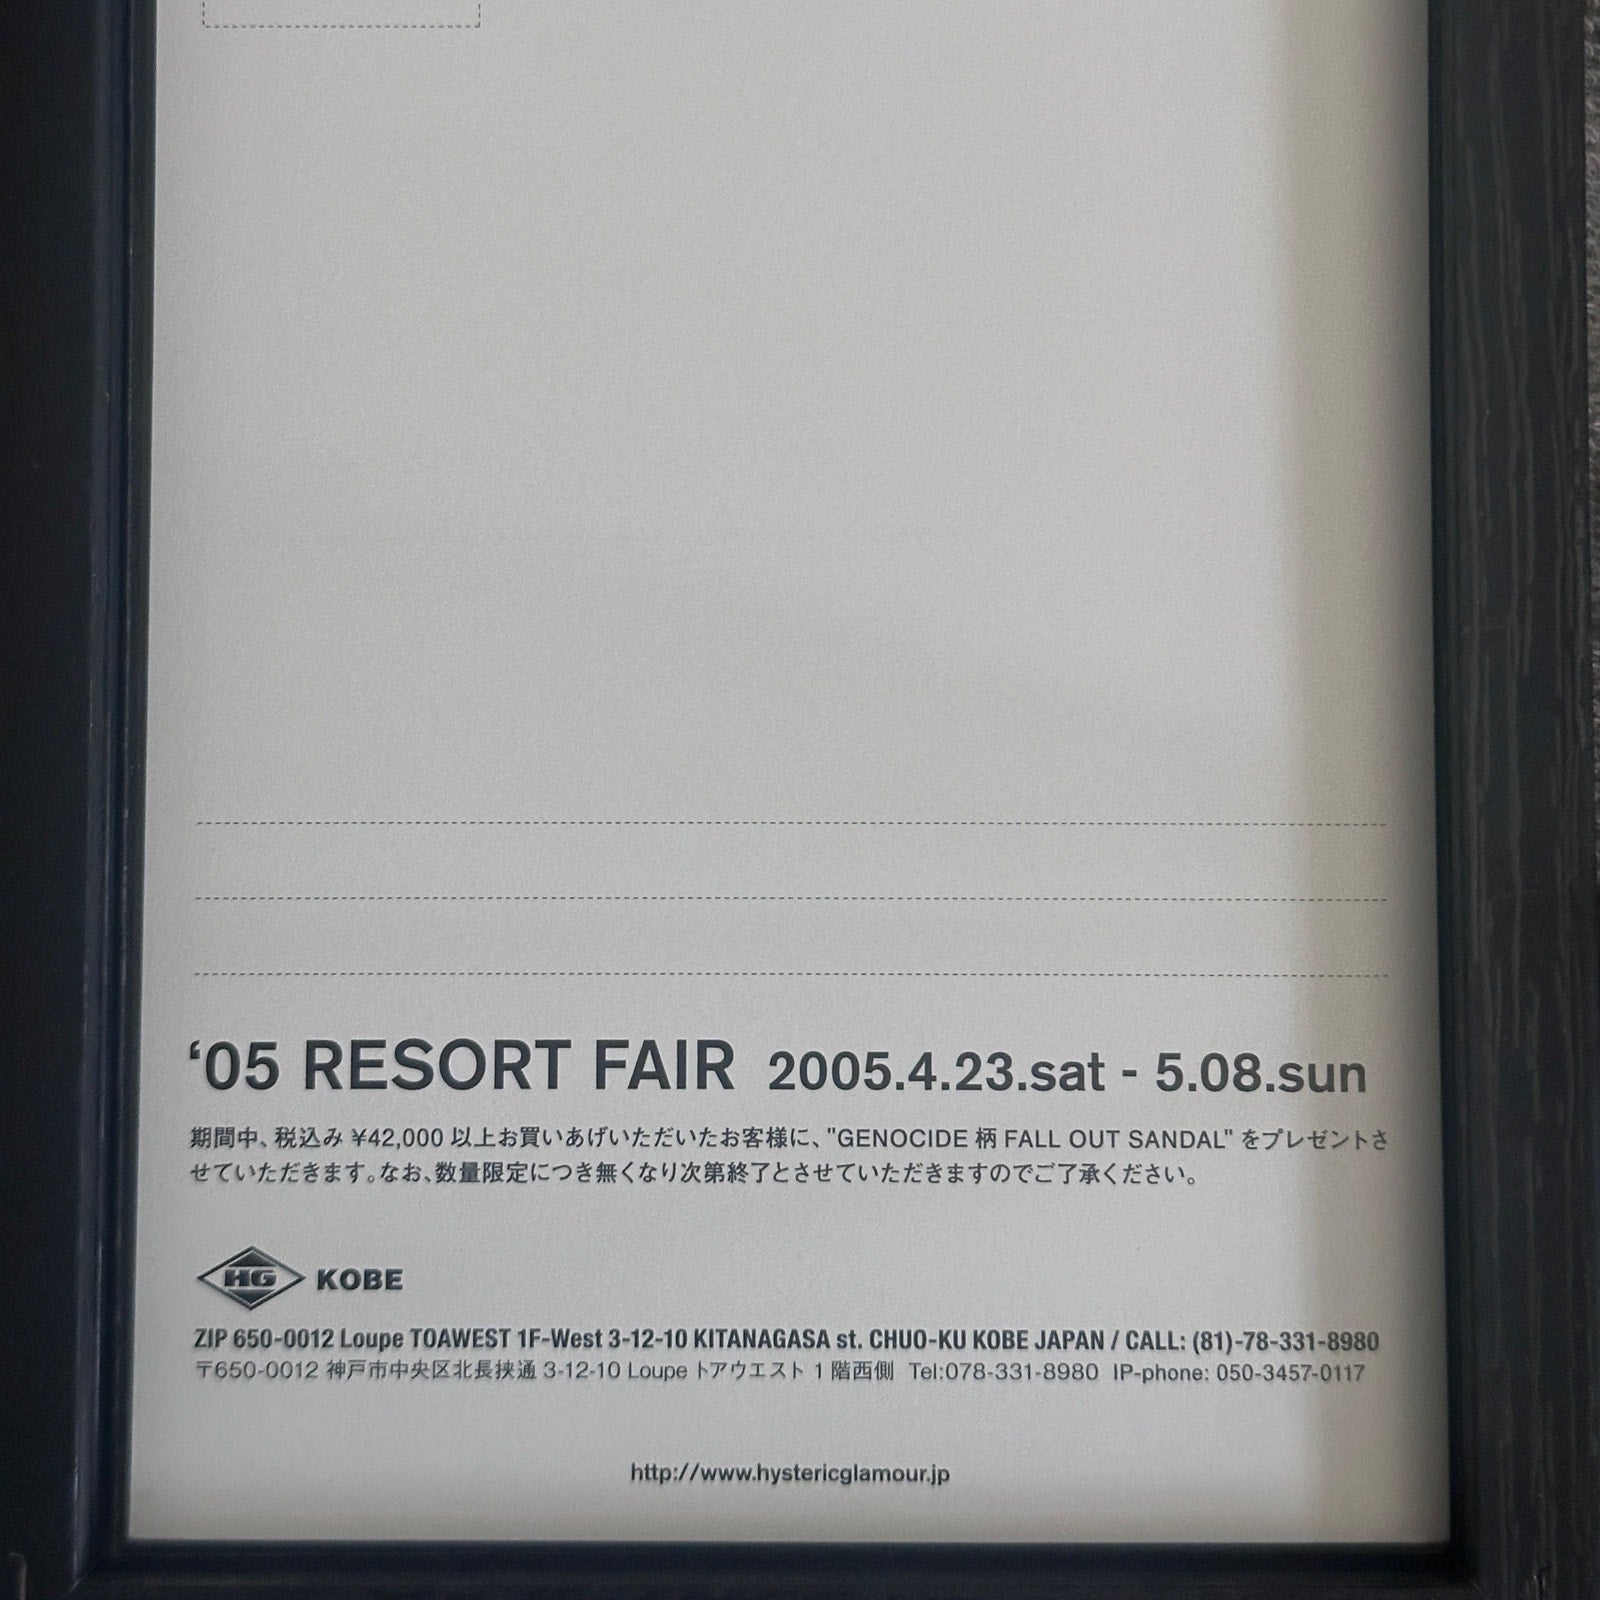 ‘05 RESORT FAIR 2005.4.23.sat - 5.08.sun
期間中、税込み ¥42,000 以上お買いあげいただいたお客様に、"GENOCIDE 柄 FALL OUT SANDAL" をプレゼントさ
せていただきます。なお、数量限定につき無くなり次第終了とさせていただきますのでご了承ください。
HG KOBE
ZIP 650-0012 Loupe TOAWEST 1F-West 3-12-10 KITANAGASA st. CHUO-KU KOBE JAPAN / CALL: (81)-78-331-8980
〒650-0012 神戸市中央区北長挟通 3-12-10 Loupe トアウエスト 1 階西側 Tel:078-331-8980 IP-phone: 050-3457-0117
http://www.hystericglamour.jp